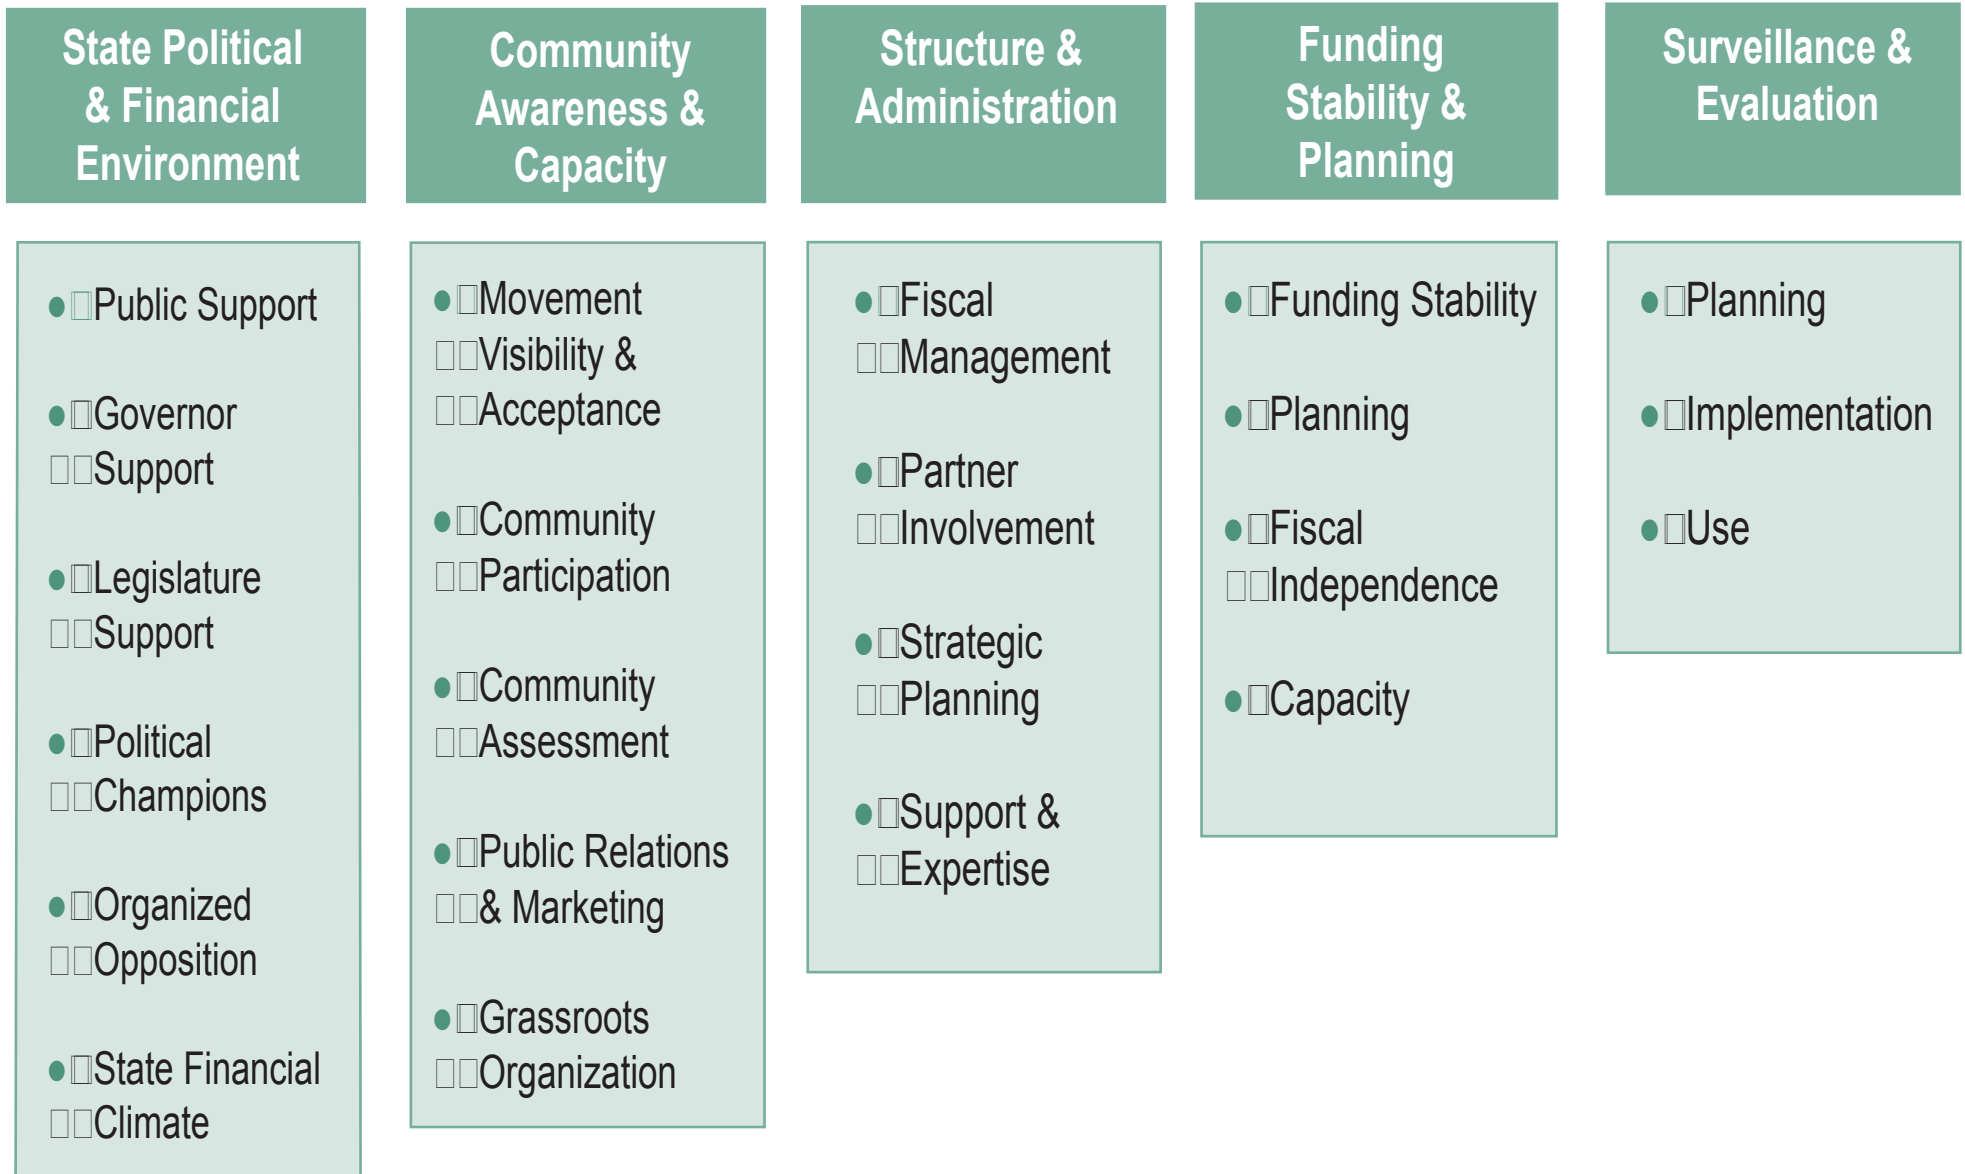 State Political
& Financial
Environment
Community
Awareness &
Capacity
Structure &
Administration
Funding
Stability &
Planning
Surveillance &
Evaluation
● Public Support
● Governor
Support
● Legislature
Support
● Political
Champions
● Organized
Opposition
● State Financial
Climate
● Movement
Visibility &
Acceptance
● Community
Participation
● Community
Assessment
● Public Relations
& Marketing
● Grassroots
Organization
● Fiscal
Management
● Partner
Involvement
● Strategic
Planning
● Support &
Expertise
● Funding Stability
● Planning
● Fiscal
Independence
● Capacity
● Planning
● Implementation
● Use